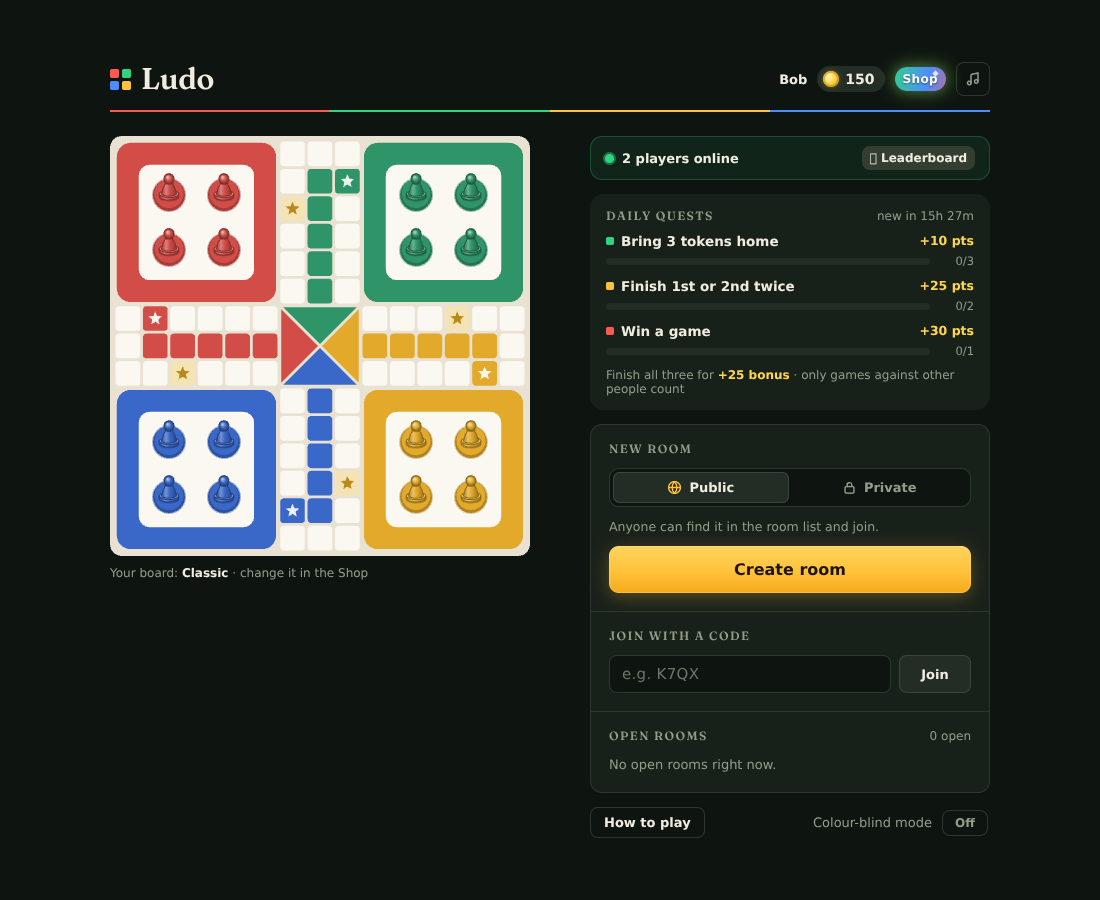 Ludo
Bob
150
Shop
2 players online
Leaderboard
DAILY QUESTS
new in 15h 27m
Bring 3 tokens home
+10 pts
0/3
Finish 1st or 2nd twice
+25 pts
0/2
Win a game
+30 pts
0/1
Finish all three for +25 bonus · only games against other
people count
NEW ROOM
Public
Private
Anyone can find it in the room list and join.
Create room
Your board: Classic · change it in the Shop
JOIN WITH A CODE
e.g. K7QX
Join
OPEN ROOMS
0 open
No open rooms right now.
How to play
Colour-blind mode
Off